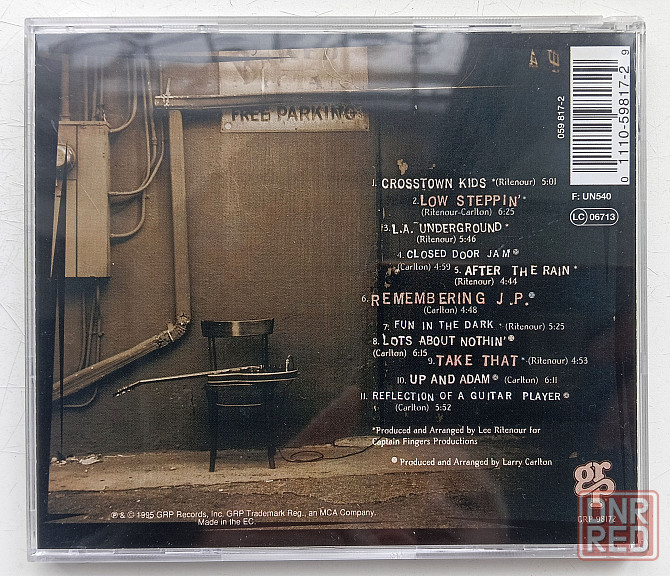 FREE PARKING
059 817-2
0 1110-59817-2 9
F: UN540
LC 06713
1. CROSSTOWN KIDS *(Ritenour) 5:01
2. LOW STEPPIN'*
(Ritenour-Carlton) 6:25
3. L.A. UNDERGROUND*
(Ritenour) 5:46
4. CLOSED DOOR JAM
(Carlton) 4:59
5. AFTER THE RAIN*
(Ritenour) 4:44
6. REMEMBERING J.P.
(Carlton) 4:48
7. FUN IN THE DARK *(Ritenour) 5:25
8. LOTS ABOUT NOTHIN'
(Carlton) 6:15
9. TAKE THAT *(Ritenour) 4:53
10. UP AND ADAM (Carlton) 6:11
11. REFLECTION OF A GUITAR PLAYER
(Carlton) 5:52
*Produced and Arranged by Lee Ritenour for
Captain Fingers Productions
Produced and Arranged by Larry Carlton
℗ & © 1995 GRP Records, Inc. GRP Trademark Reg., an MCA Company.
Made in the EC.
grp
GRP 98172
DNR
RED